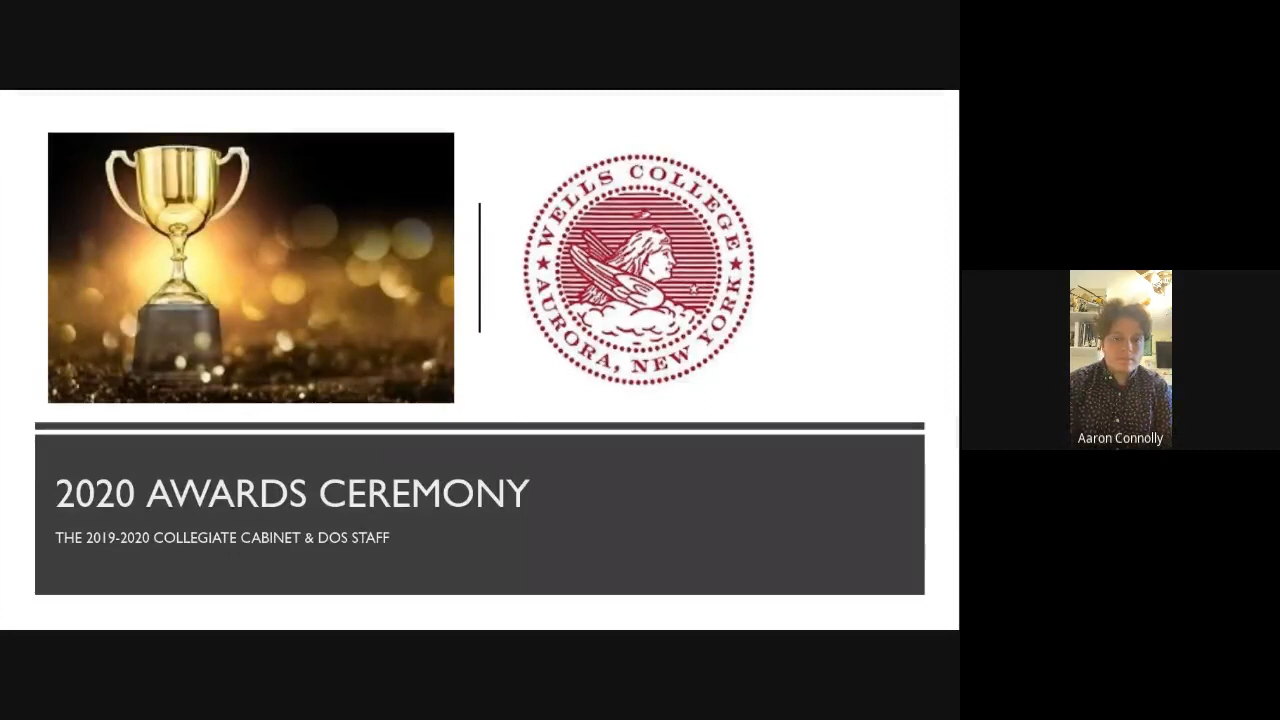 WELLS COLLEGE
AURORA, NEW YORK
2020 AWARDS CEREMONY
THE 2019-2020 COLLEGIATE CABINET & DOS STAFF
Aaron Connolly